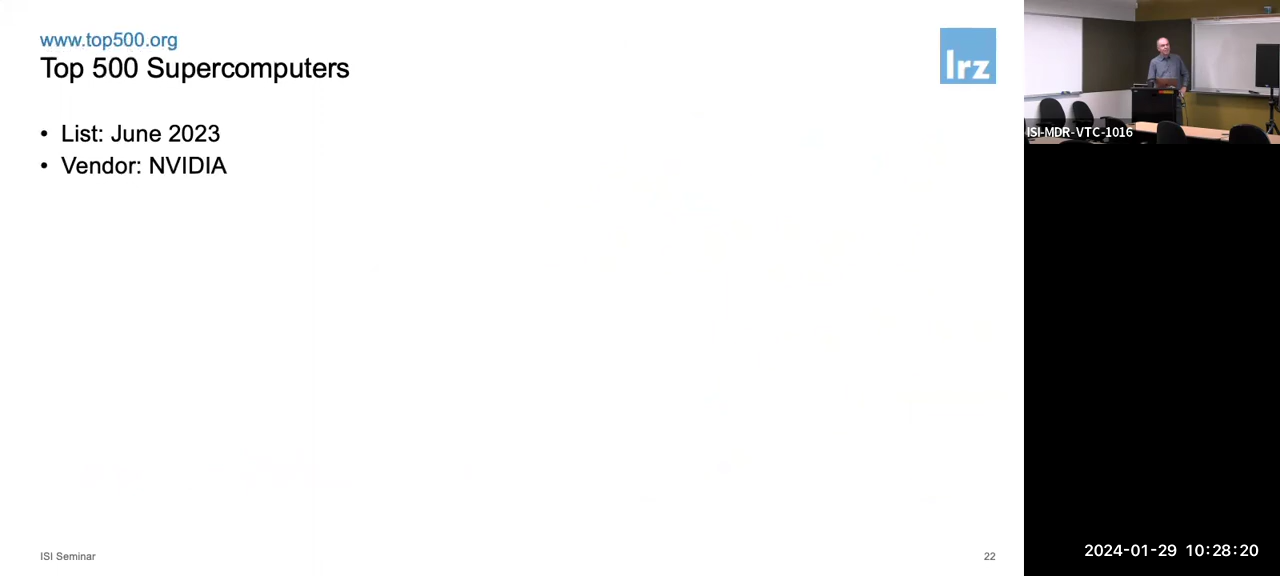 www.top500.org
Top 500 Supercomputers
lrz
• List: June 2023
• Vendor: NVIDIA
ISI Seminar
22
ISI-MDR-VTC-1016
2024-01-29 10:28:20